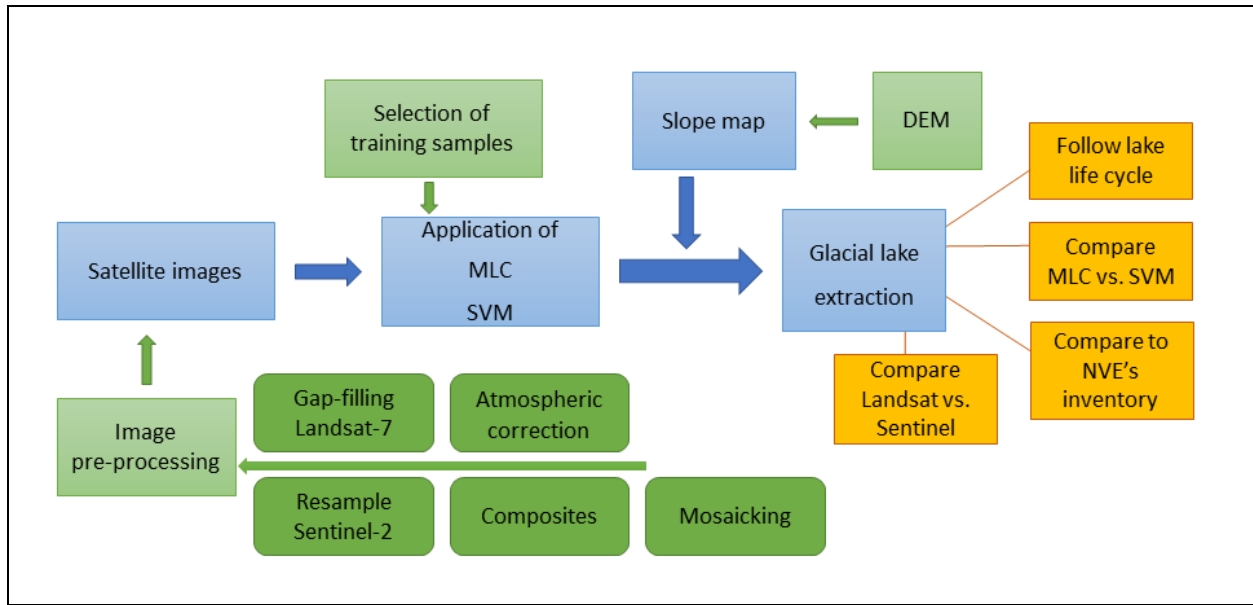 Selection of
training samples
Slope map
DEM
Follow lake
life cycle
Satellite images
Application of
MLC
SVM
Glacial lake
extraction
Compare
MLC vs. SVM
Compare to
NVE's
inventory
Compare
Landsat vs.
Sentinel
Image
pre-processing
Gap-filling
Landsat-7
Atmospheric
correction
Resample
Sentinel-2
Composites
Mosaicking